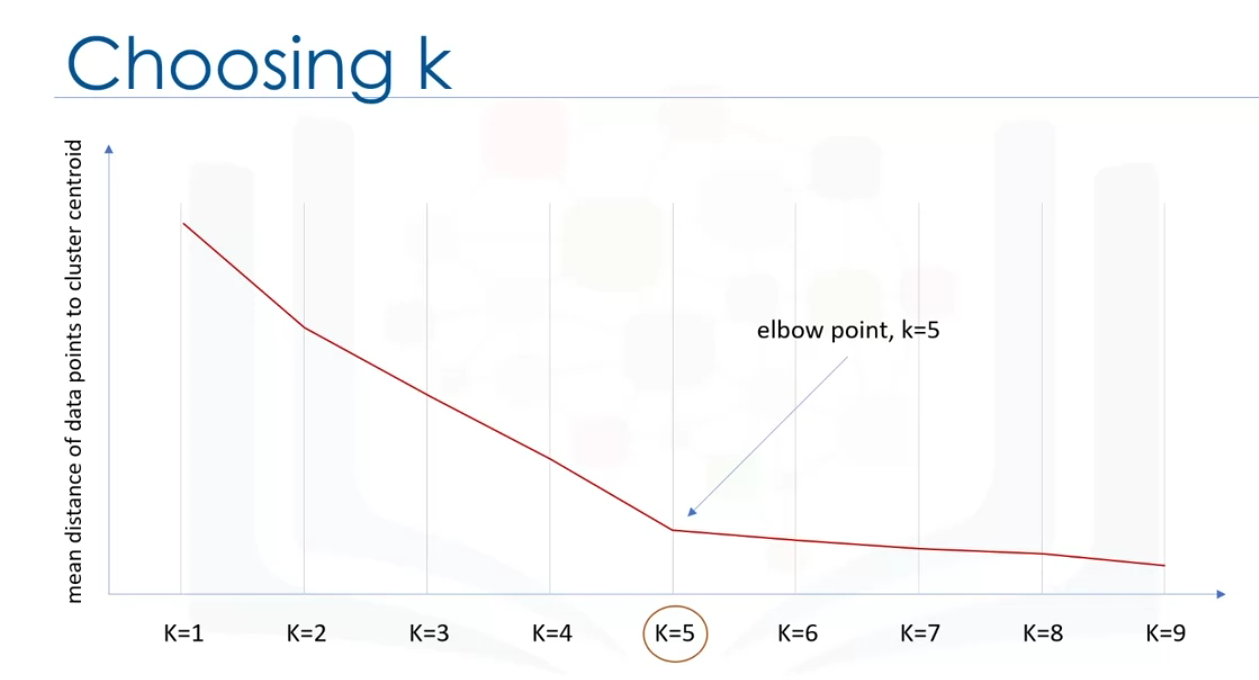 Choosing k
mean distance of data points to cluster centroid
elbow point, k=5
K=1 K=2 K=3 K=4 K=5 K=6 K=7 K=8 K=9